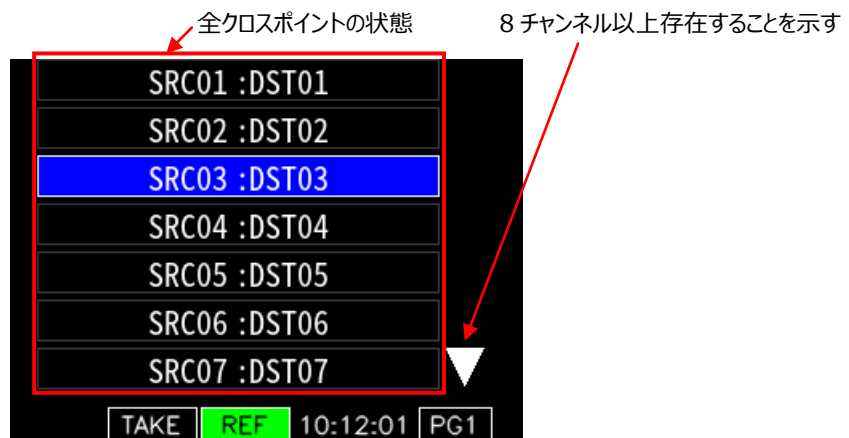 全クロスポイントの状態
8チャンネル以上存在することを示す
SRC01 :DST01
SRC02 :DST02
SRC03 :DST03
SRC04 :DST04
SRC05 :DST05
SRC06 :DST06
SRC07 :DST07
TAKE REF 10:12:01 PG1